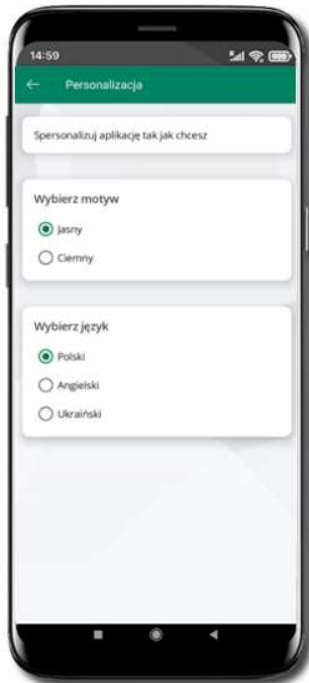 14:59
Personalizacja
Spersonalizuj aplikację tak jak chcesz
Wybierz motyw
Jasny
Ciemny
Wybierz język
Polski
Angielski
Ukraiński